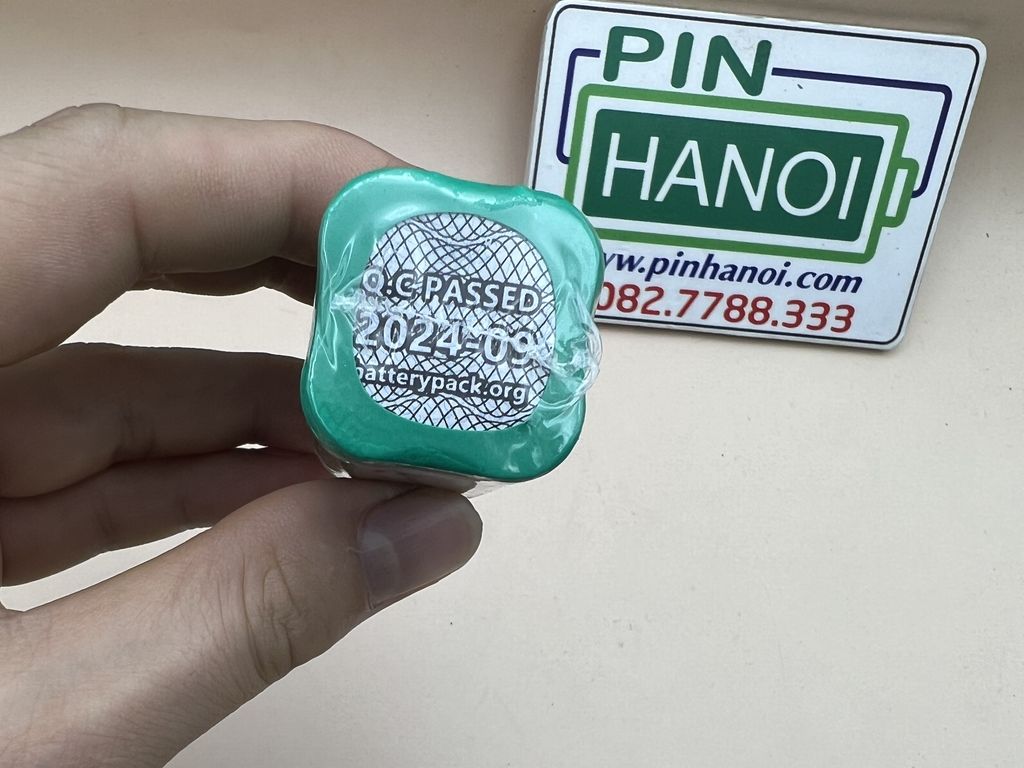 PIN
HANOI
www.pinhanoi.com
082.7788.333
Q.C PASSED
2024-09
batterypack.org